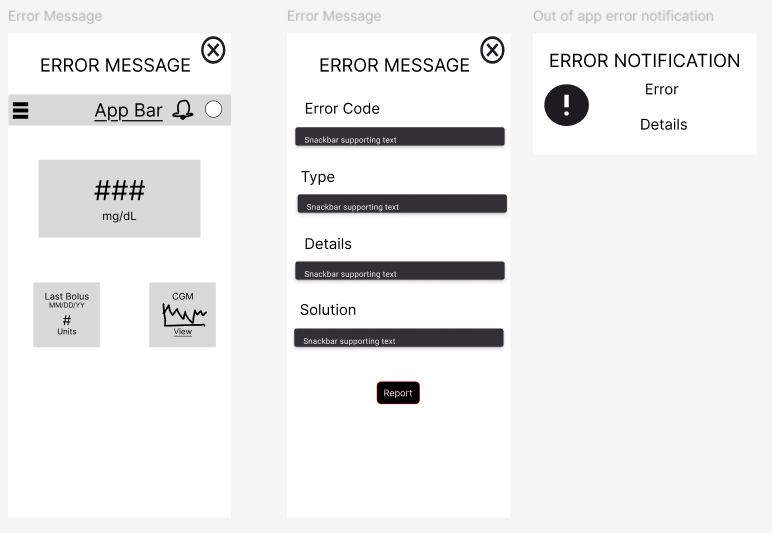 Error Message
ERROR MESSAGE
App Bar
###
mg/dL
Last Bolus
MM/DD/YY
#
Units
CGM
View
Error Message
ERROR MESSAGE
Error Code
Snackbar supporting text
Type
Snackbar supporting text
Details
Snackbar supporting text
Solution
Snackbar supporting text
Report
Out of app error notification
ERROR NOTIFICATION
!
Error
Details